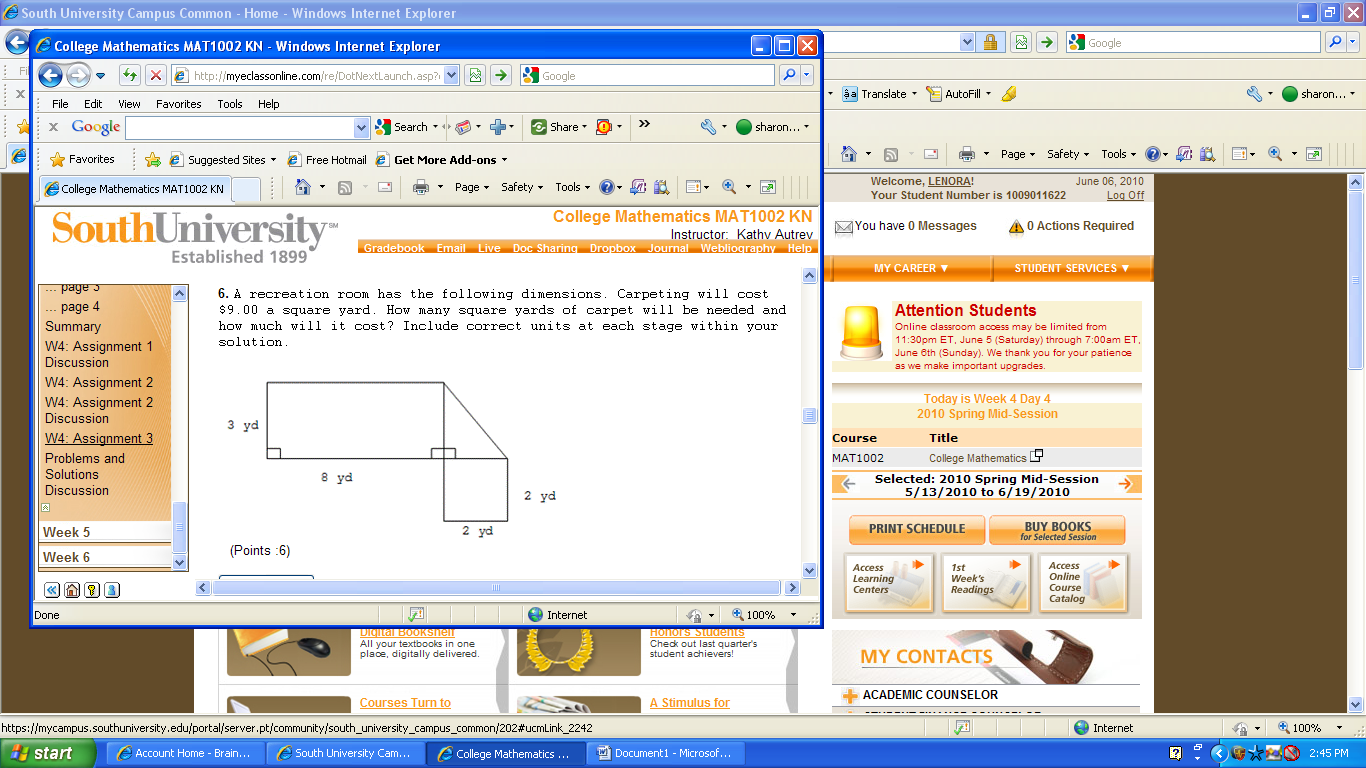 South University Campus Common - Home - Windows Internet Explorer
College Mathematics MAT1002 KN - Windows Internet Explorer
http://myeclassonline.com/re/DotNextLaunch.asp?
Google
Google
File Edit View Favorites Tools Help
Translate AutoFill sharon...
Google Search Share sharon...
Favorites Suggested Sites Free Hotmail Get More Add-ons
College Mathematics MAT1002 KN
Page Safety Tools
Page Safety Tools
SouthUniversity SM
Established 1899
College Mathematics MAT1002 KN
Instructor: Kathy Autrey
Gradebook Email Live Doc Sharing Dropbox Journal Webliography Help
... page 3
... page 4
Summary
W4: Assignment 1
Discussion
W4: Assignment 2
W4: Assignment 2
Discussion
W4: Assignment 3
Problems and
Solutions
Discussion
Week 5
Week 6
6. A recreation room has the following dimensions. Carpeting will cost
$9.00 a square yard. How many square yards of carpet will be needed and
how much will it cost? Include correct units at each stage within your
solution.
3 yd
8 yd
2 yd
2 yd
(Points :6)
Done Internet 100%
Welcome, LENORA! June 06, 2010
Your Student Number is 1009011622 Log Off
You have 0 Messages 0 Actions Required
MY CAREER STUDENT SERVICES
Attention Students
Online classroom access may be limited from
11:30pm ET, June 5 (Saturday) through 7:00am ET,
June 6th (Sunday). We thank you for your patience
as we make important upgrades.
Today is Week 4 Day 4
2010 Spring Mid-Session
Course Title
MAT1002 College Mathematics
Selected: 2010 Spring Mid-Session
5/13/2010 to 6/19/2010
PRINT SCHEDULE
BUY BOOKS
for Selected Session
Access
Learning
Centers
1st
Week's
Readings
Access
Online
Course
Catalog
MY CONTACTS
ACADEMIC COUNSELOR
Digital Bookshelf
All your textbooks in one
place, digitally delivered.
Honors Students
Check out last quarter's
student achievers!
Courses Turn to
A Stimulus for
https://mycampus.southuniversity.edu/portal/server.pt/community/south_university_campus_common/202#ucmLink_2242
Internet 100%
start Account Home - Brain... South University Cam... College Mathematics ... Document1 - Microsof... 2:45 PM